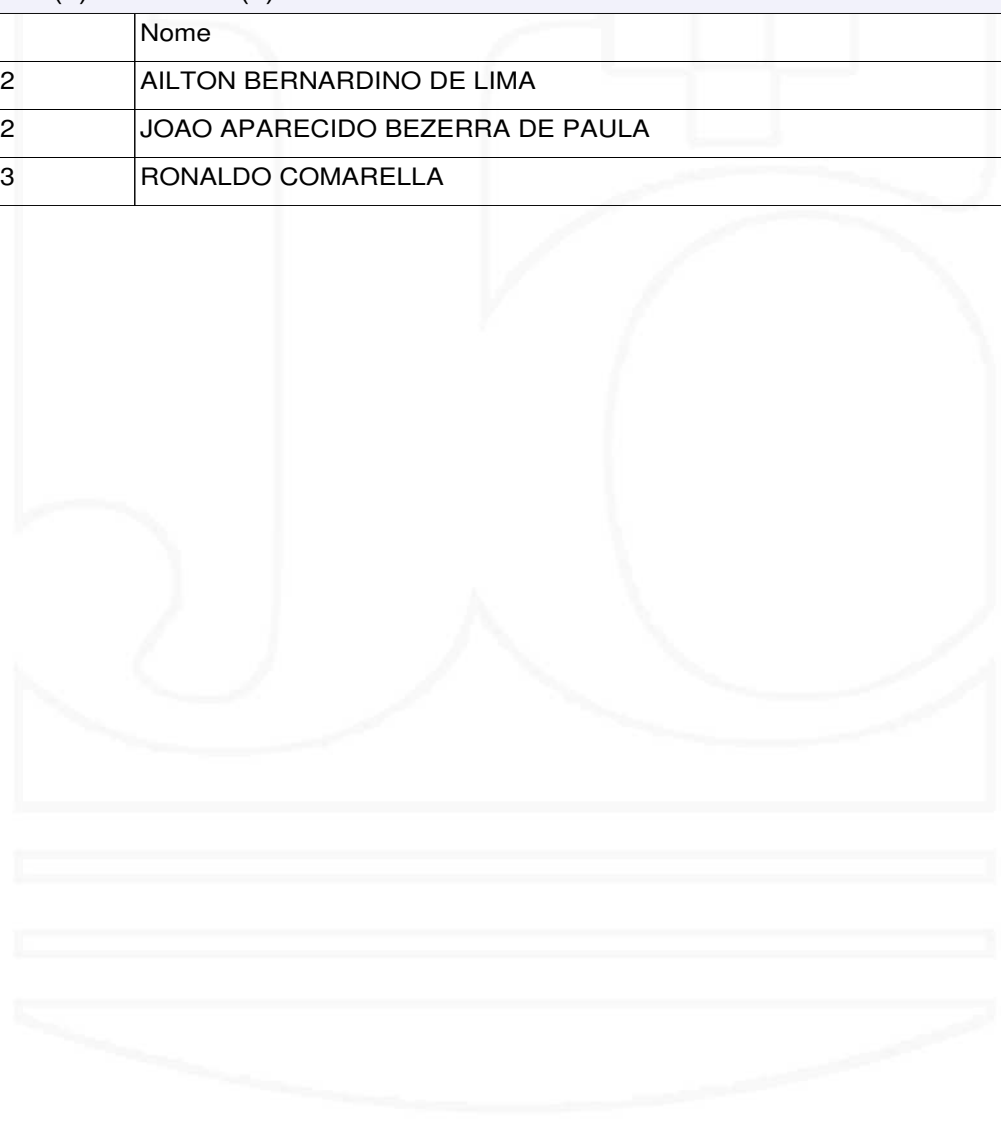 Nome
2 AILTON BERNARDINO DE LIMA
2 JOAO APARECIDO BEZERRA DE PAULA
3 RONALDO COMARELLA